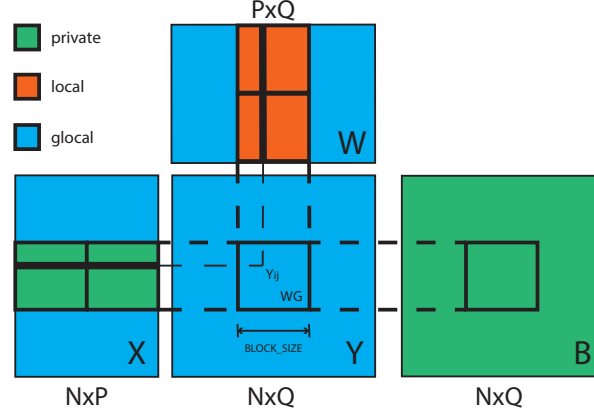 PxQ
private
local
glocal
W
Yij
WG
BLOCK_SIZE
X
Y
B
NxP
NxQ
NxQ